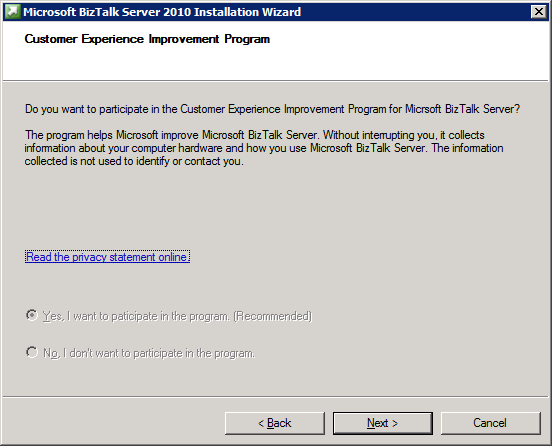 Microsoft BizTalk Server 2010 Installation Wizard
Customer Experience Improvement Program
Do you want to participate in the Customer Experience Improvement Program for Micrsoft BizTalk Server?
The program helps Microsoft improve Microsoft BizTalk Server. Without interrupting you, it collects
information about your computer hardware and how you use Microsoft BizTalk Server. The information
collected is not used to identify or contact you.
Read the privacy statement online.
Yes, I want to paticipate in the program. (Recommended)
No, I don't want to participate in the program.
< Back Next > Cancel